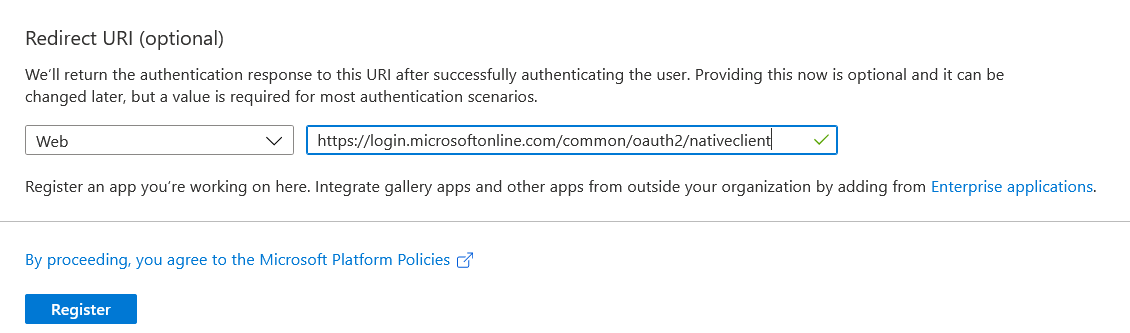 Redirect URI (optional)
We’ll return the authentication response to this URI after successfully authenticating the user. Providing this now is optional and it can be
changed later, but a value is required for most authentication scenarios.
Web
https://login.microsoftonline.com/common/oauth2/nativeclient
Register an app you’re working on here. Integrate gallery apps and other apps from outside your organization by adding from Enterprise applications.
By proceeding, you agree to the Microsoft Platform Policies
Register